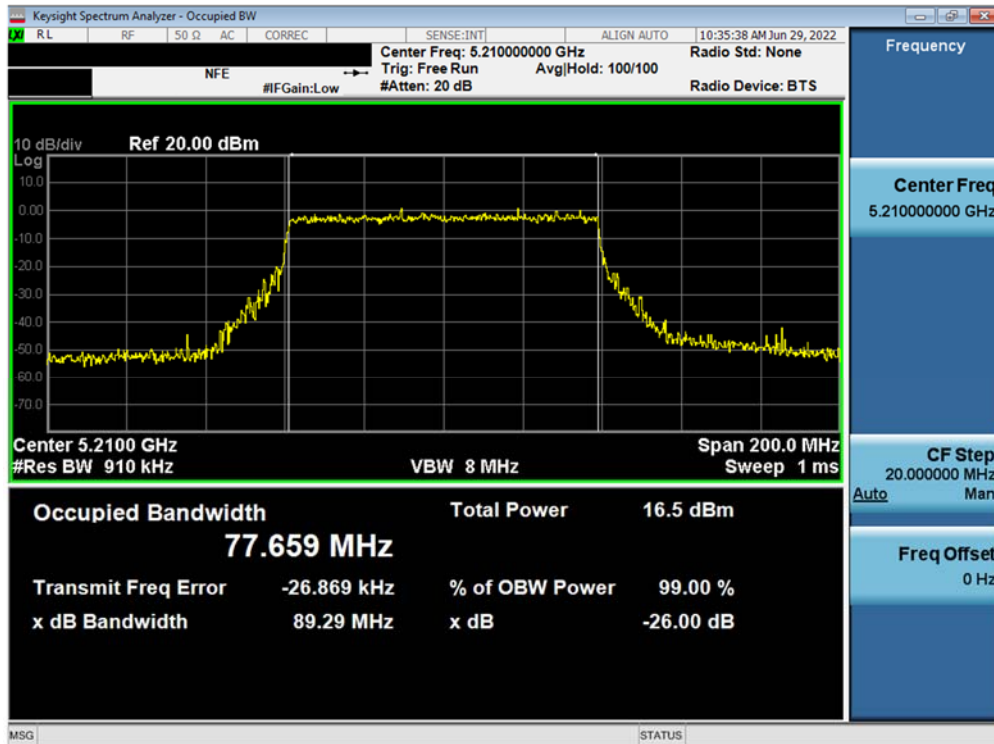 Keysight Spectrum Analyzer - Occupied BW
LXI RL RF 50 Ω AC CORREC SENSE:INT ALIGN AUTO 10:35:38 AM Jun 29, 2022
Center Freq: 5.210000000 GHz Radio Std: None
NFE Trig: Free Run Avg|Hold: 100/100
#IFGain:Low #Atten: 20 dB Radio Device: BTS
Frequency
10 dB/div Ref 20.00 dBm
Log
10.0
0.00
-10.0
-20.0
-30.0
-40.0
-50.0
-60.0
-70.0
Center 5.2100 GHz Span 200.0 MHz
#Res BW 910 kHz VBW 8 MHz Sweep 1 ms
Occupied Bandwidth Total Power 16.5 dBm
77.659 MHz
Transmit Freq Error -26.869 kHz % of OBW Power 99.00 %
x dB Bandwidth 89.29 MHz x dB -26.00 dB
Center Freq
5.210000000 GHz
CF Step
20.000000 MHz
Auto Man
Freq Offset
0 Hz
MSG STATUS